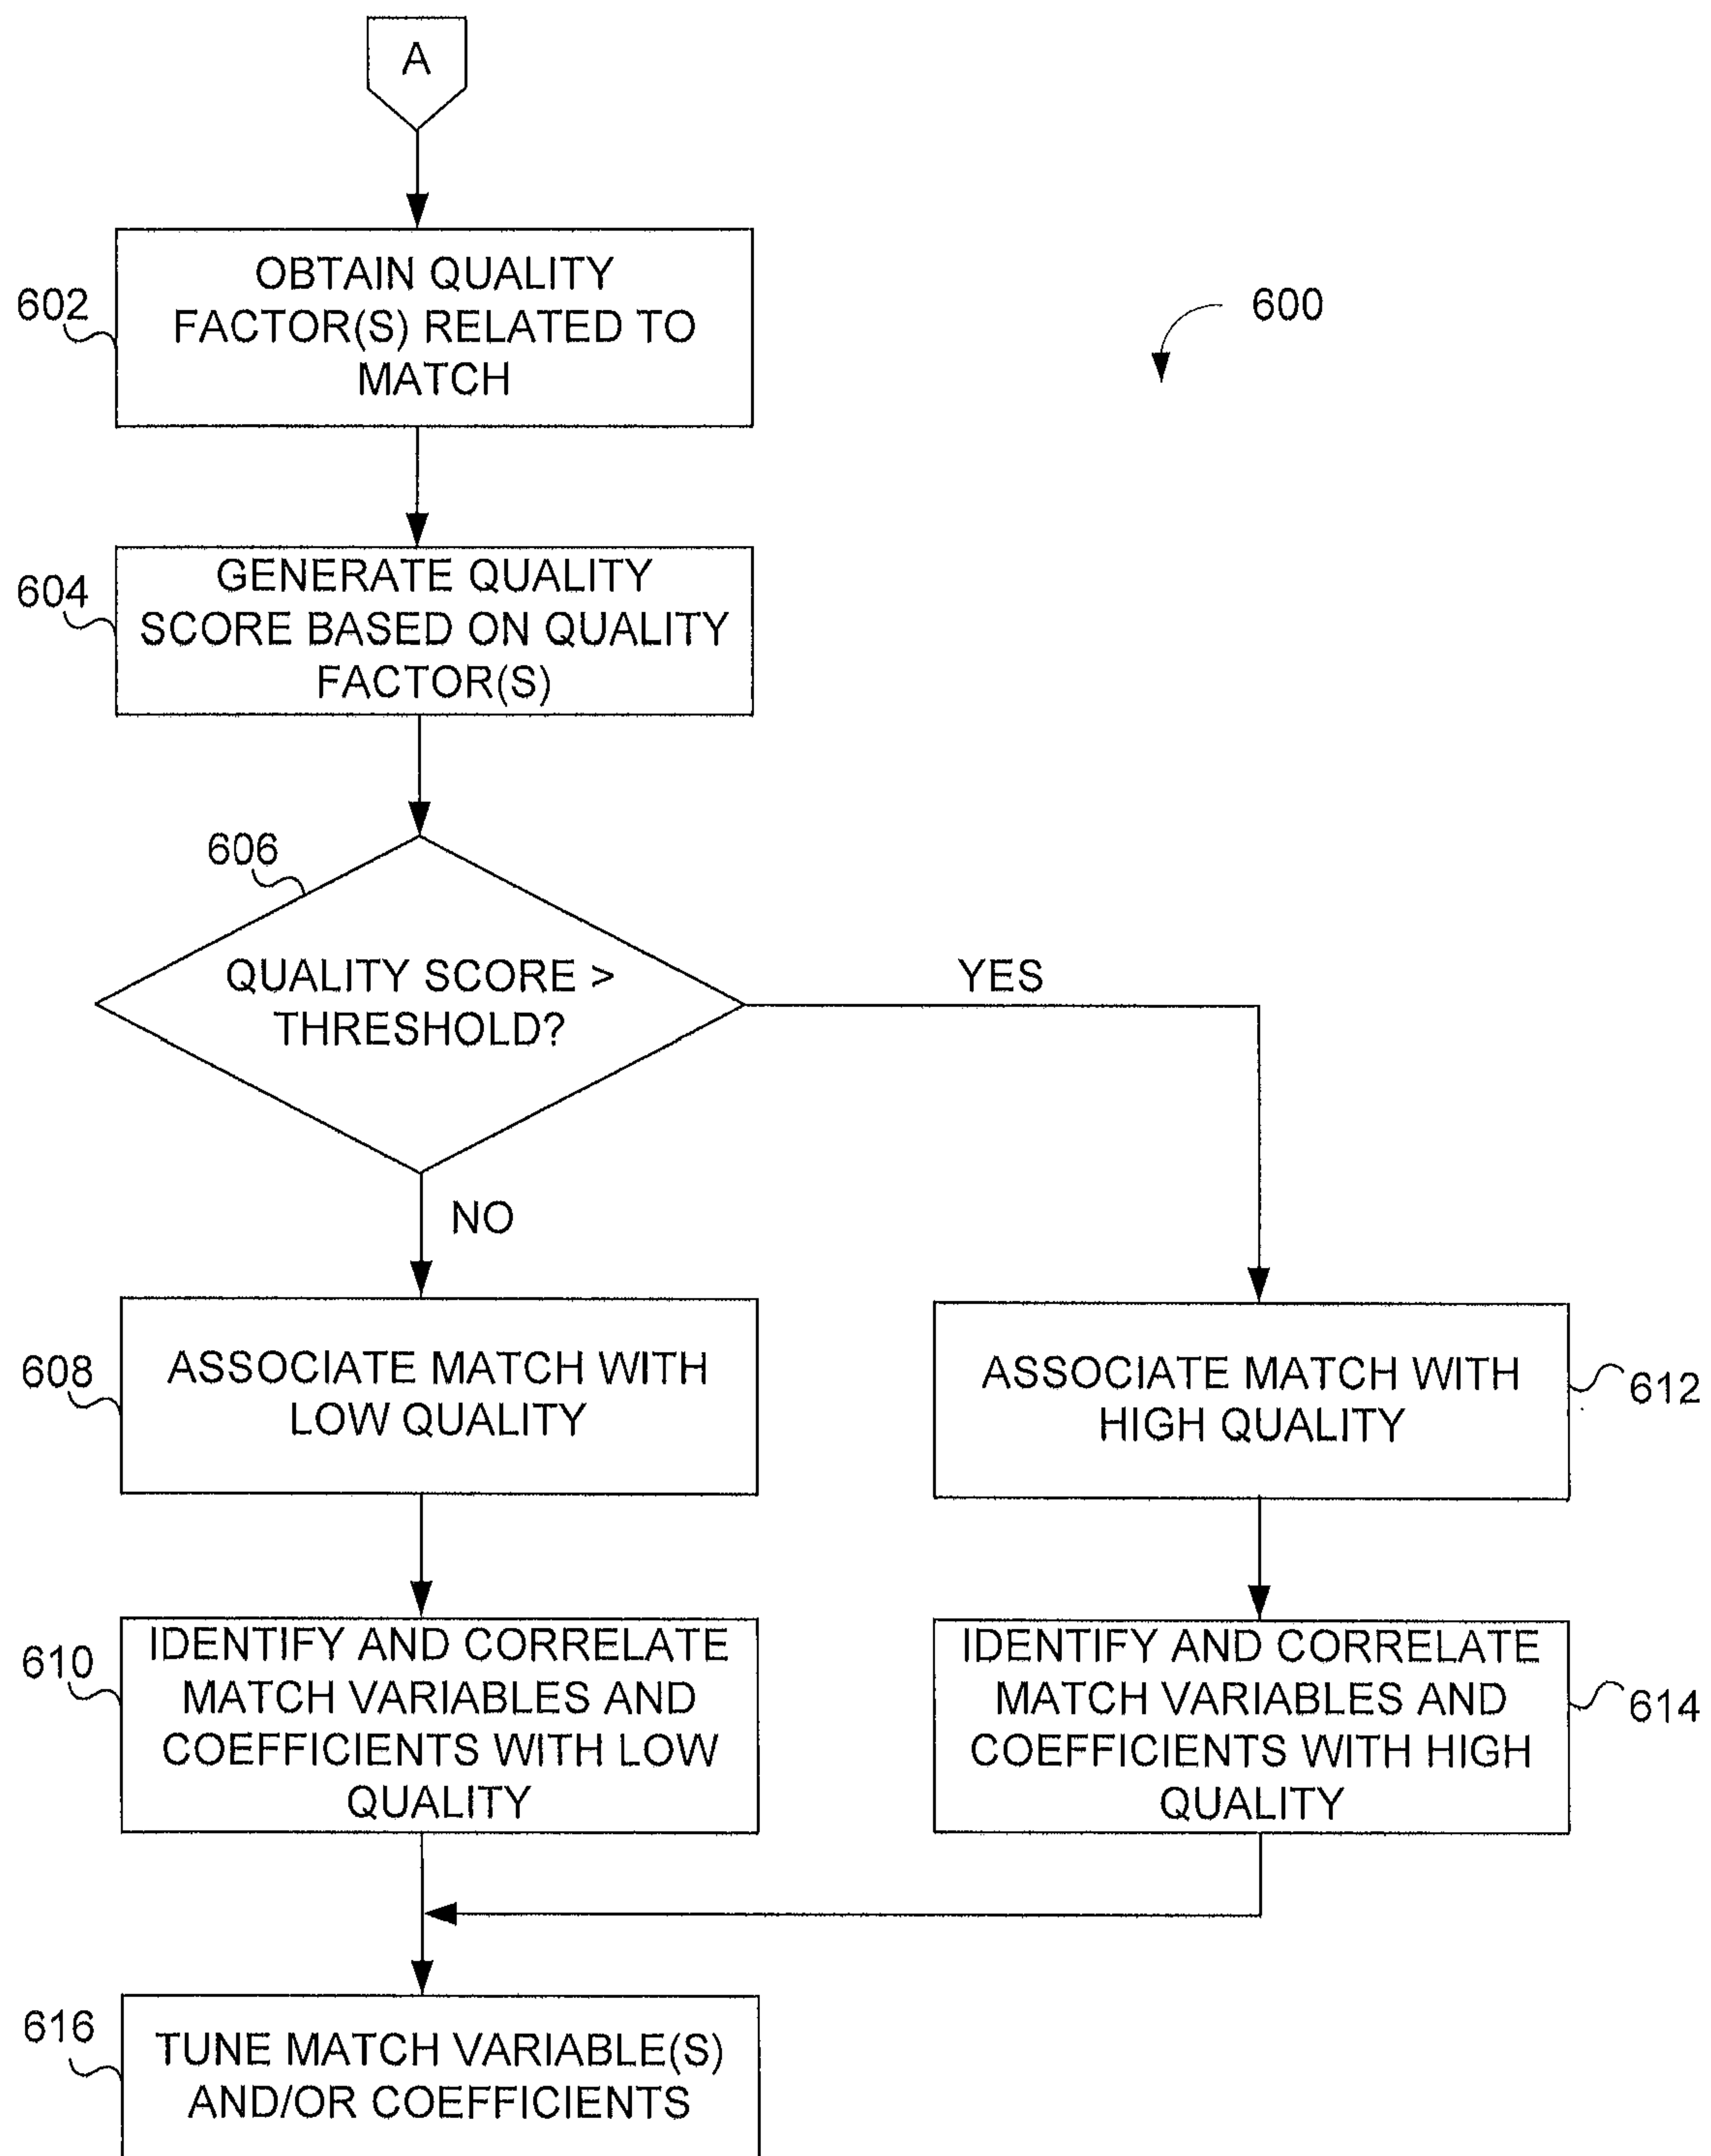 A
602
OBTAIN QUALITY
FACTOR(S) RELATED TO
MATCH
600
604
GENERATE QUALITY
SCORE BASED ON QUALITY
FACTOR(S)
606
QUALITY SCORE >
THRESHOLD?
YES
NO
608
ASSOCIATE MATCH WITH
LOW QUALITY
ASSOCIATE MATCH WITH
HIGH QUALITY
612
610
IDENTIFY AND CORRELATE
MATCH VARIABLES AND
COEFFICIENTS WITH LOW
QUALITY
IDENTIFY AND CORRELATE
MATCH VARIABLES AND
COEFFICIENTS WITH HIGH
QUALITY
614
616
TUNE MATCH VARIABLE(S)
AND/OR COEFFICIENTS